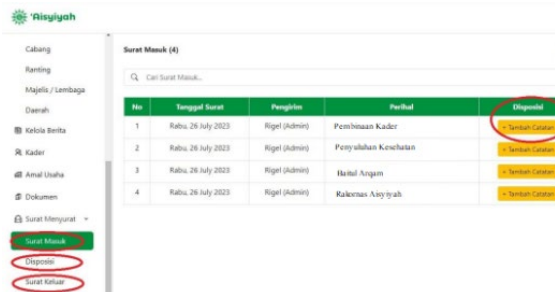 'Aisyiyah
Cabang
Ranting
Majelis / Lembaga
Daerah
Kelola Berita
Kader
Amal Usaha
Dokumen
Surat Menyurat
Surat Masuk
Disposisi
Surat Keluar
Surat Masuk (4)
Cari Surat Masuk...
No Tanggal Surat Pengirim Perihal Disposisi
1 Rabu, 26 July 2023 Rigel (Admin) Pembinaan Kader + Tambah Catatan
2 Rabu, 26 July 2023 Rigel (Admin) Penyuluhan Kesehatan + Tambah Catatan
3 Rabu, 26 July 2023 Rigel (Admin) Baitul Arqam + Tambah Catatan
4 Rabu, 26 July 2023 Rigel (Admin) Rakornas Aisyiyah + Tambah Catatan